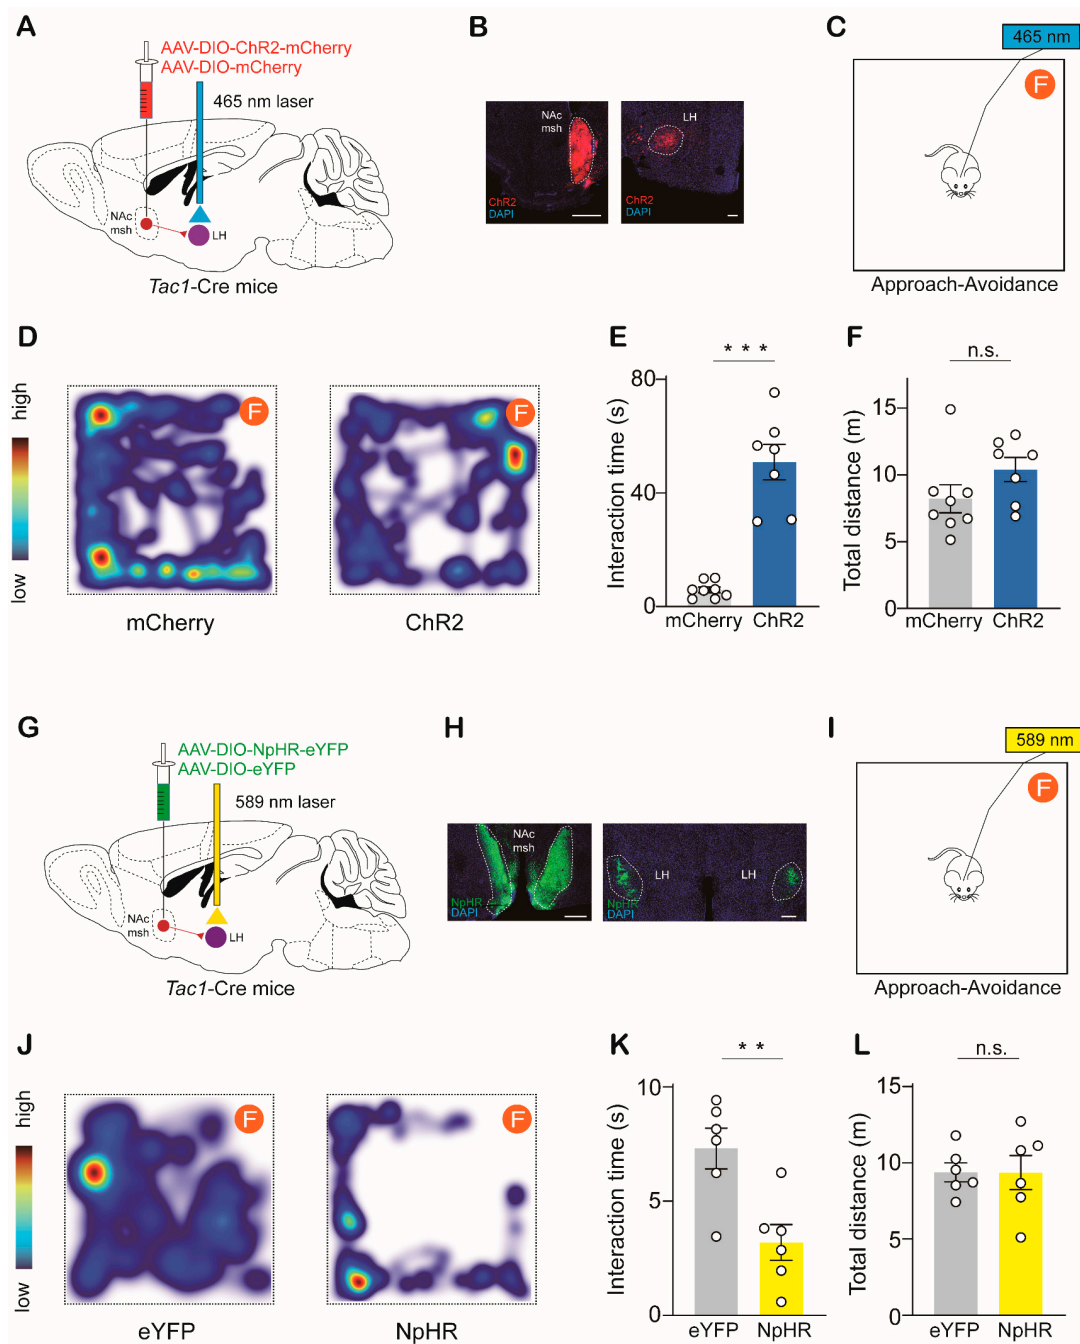 A
AAV-DIO-ChR2-mCherry
AAV-DIO-mCherry
465 nm laser
NAc
msh
LH
Tac1-Cre mice
B
NAc
msh
ChR2
DAPI
LH
ChR2
DAPI
C
465 nm
F
Approach-Avoidance
D
high
low
F
mCherry
F
ChR2
E
* * *
Interaction time (s)
80
40
0
mCherry
ChR2
F
n.s.
Total distance (m)
15
10
5
0
mCherry
ChR2
G
AAV-DIO-NpHR-eYFP
AAV-DIO-eYFP
589 nm laser
NAc
msh
LH
Tac1-Cre mice
H
NAc
msh
NpHR
DAPI
LH
LH
NpHR
DAPI
I
589 nm
F
Approach-Avoidance
J
high
low
F
eYFP
F
NpHR
K
* *
Interaction time (s)
10
5
0
eYFP
NpHR
L
n.s.
Total distance (m)
15
10
5
0
eYFP
NpHR